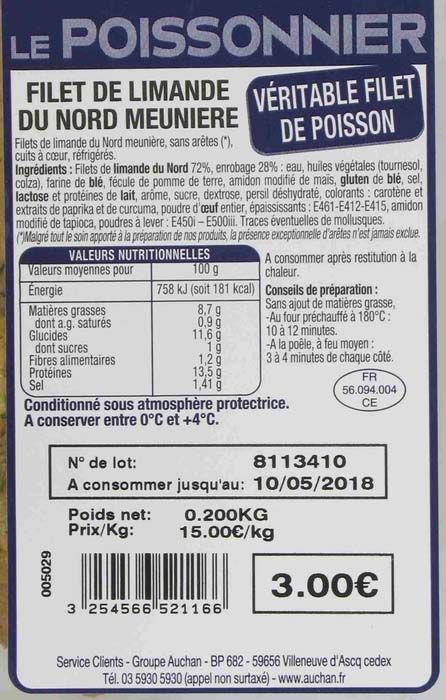 LE POISSONNIER
FILET DE LIMANDE
DU NORD MEUNIERE
VÉRITABLE FILET
DE POISSON
Filets de limande du Nord meunière, sans arêtes (*),
cuits à cœur, réfrigérés.
Ingrédients : Filets de limande du Nord 72%, enrobage 28% : eau, huiles végétales (tournesol,
colza), farine de blé, fécule de pomme de terre, amidon modifié de maïs, gluten de blé, sel,
lactose et protéines de lait, arôme, sucre, dextrose, persil déshydraté, colorants : carotène et
extraits de paprika et de curcuma, poudre d'œuf entier, épaississants : E461-E412-E415, amidon
modifié de tapioca, poudres à lever : E450i – E500iii. Traces éventuelles de mollusques.
(*)Malgré tout le soin apporté à la préparation de nos produits, la présence exceptionnelle d'arêtes n'est jamais exclue.
VALEURS NUTRITIONNELLES
Valeurs moyennes pour 100 g
Énergie 758 kJ (soit 181 kcal)
Matières grasses 8,7 g
dont a.g. saturés 0,9 g
Glucides 11,6 g
dont sucres 1 g
Fibres alimentaires 1,2 g
Protéines 13,5 g
Sel 1,41 g
A consommer après restitution à la
chaleur.
Conseils de préparation :
Sans ajout de matières grasse,
-Au four préchauffé à 180°C :
10 à 12 minutes.
-A la poêle, à feu moyen :
3 à 4 minutes de chaque côté.
FR
56.094.004
CE
Conditionné sous atmosphère protectrice.
A conserver entre 0°C et +4°C.
N° de lot: 8113410
A consommer jusqu'au: 10/05/2018
Poids net: 0.200KG
Prix/Kg: 15.00€/kg
005029
3 254566 521166
3.00€
Service Clients - Groupe Auchan - BP 682 - 59656 Villeneuve d'Ascq cedex
Tél. 03 5930 5930 (appel non surtaxé) - www.auchan.fr